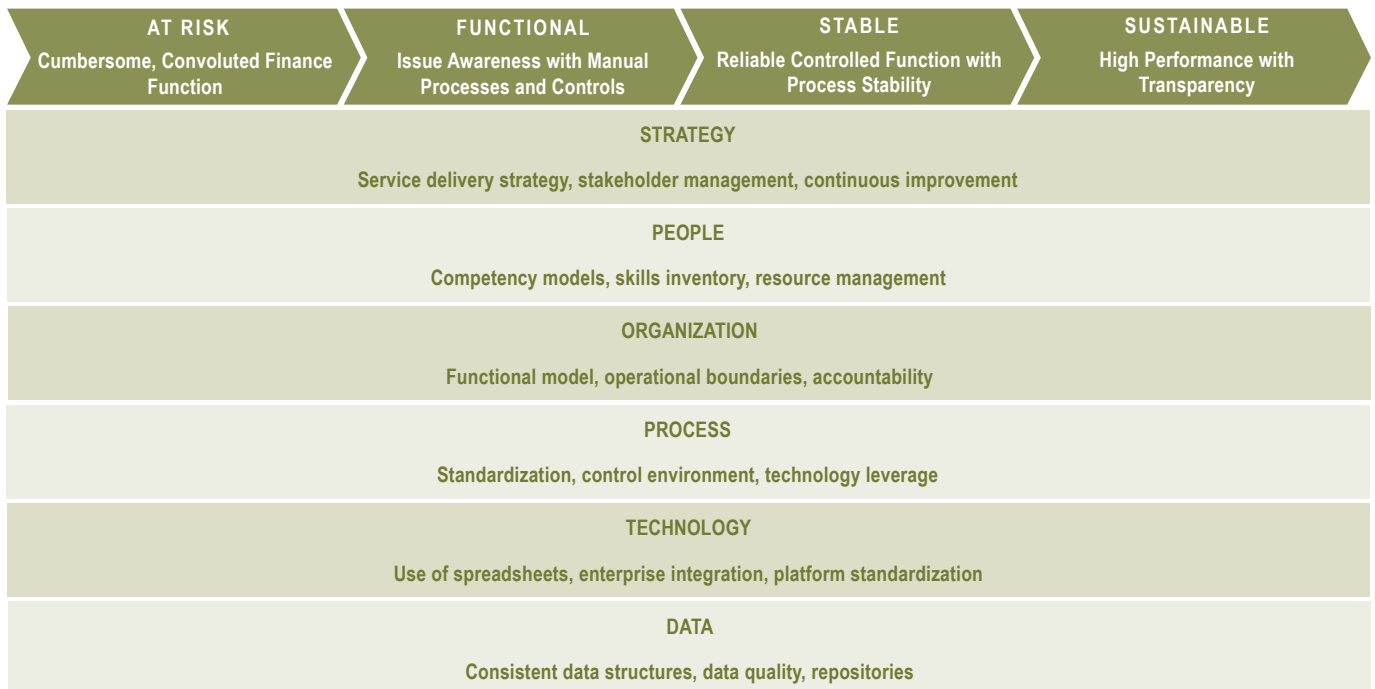 AT RISK
Cumbersome, Convoluted Finance
Function
FUNCTIONAL
Issue Awareness with Manual
Processes and Controls
STABLE
Reliable Controlled Function with
Process Stability
SUSTAINABLE
High Performance with
Transparency
STRATEGY
Service delivery strategy, stakeholder management, continuous improvement
PEOPLE
Competency models, skills inventory, resource management
ORGANIZATION
Functional model, operational boundaries, accountability
PROCESS
Standardization, control environment, technology leverage
TECHNOLOGY
Use of spreadsheets, enterprise integration, platform standardization
DATA
Consistent data structures, data quality, repositories